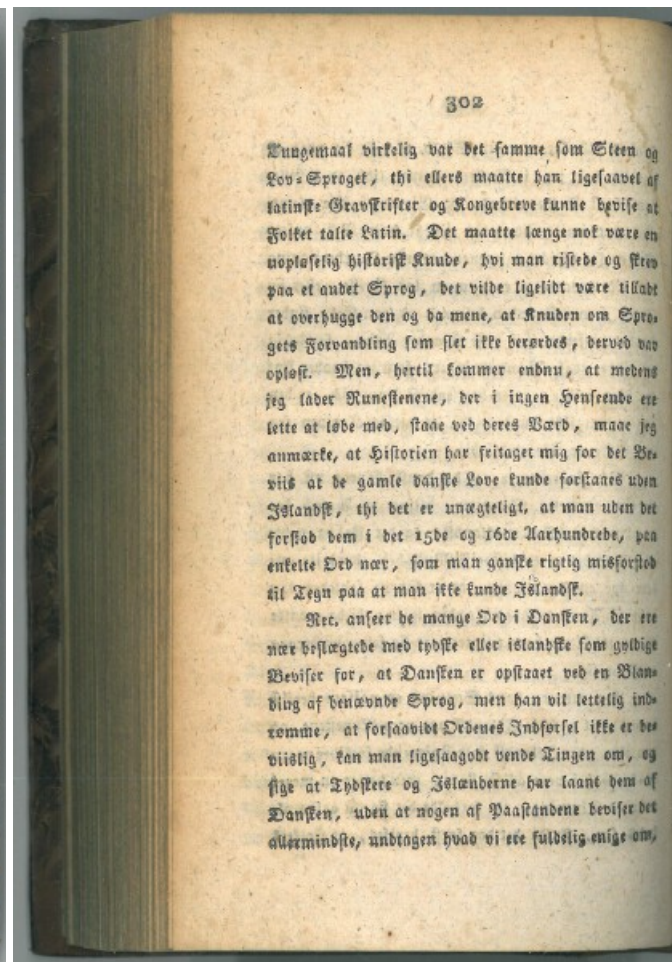 302
Tungemaal virkelig var det samme som Steen og
Lov-Sproget, thi ellers maatte han ligesaavel af
latinske Gravskrifter og Kongebreve kunne bevise at
Folket talte Latin. Det maatte længe nok være en
uopløselig historisk Knude, hvi man ristede og skrev
paa et andet Sprog, det vilde ligelidt være tilladt
at overhugge den og da mene, at Knuden om Spro-
gets Forvandling som slet ikke berørdes, derved var
opløst. Men, hertil kommer endnu, at medens
jeg lader Runestenene, der i ingen Henseende ere
lette at løbe med, staae ved deres Værd, maae jeg
anmærke, at Historien har fritaget mig for det Be-
viis at de gamle danske Love kunde forstaaes uden
Islandsk, thi det er unægteligt, at man uden det
forstod dem i det 15de og 16de Aarhundrede, paa
enkelte Ord nær, som man ganske rigtig misforstod
til Tegn paa at man ikke kunde Islandsk.
Rec. anseer de mange Ord i Dansken, der ere
nær beslægtede med tydske eller islandske som gyldige
Beviser for, at Dansken er opstaaet ved en Blan-
ding af benævnde Sprog, men han vil lettelig ind-
rømme, at forsaavidt Ordenes Indførsel ikke er be-
viislig, kan man ligesaagodt vende Tingen om, og
sige at Tydskere og Islænderne har laant dem af
Dansken, uden at nogen af Paastandene beviser det
allermindste, undtagen hvad vi ere fuldelig enige om,